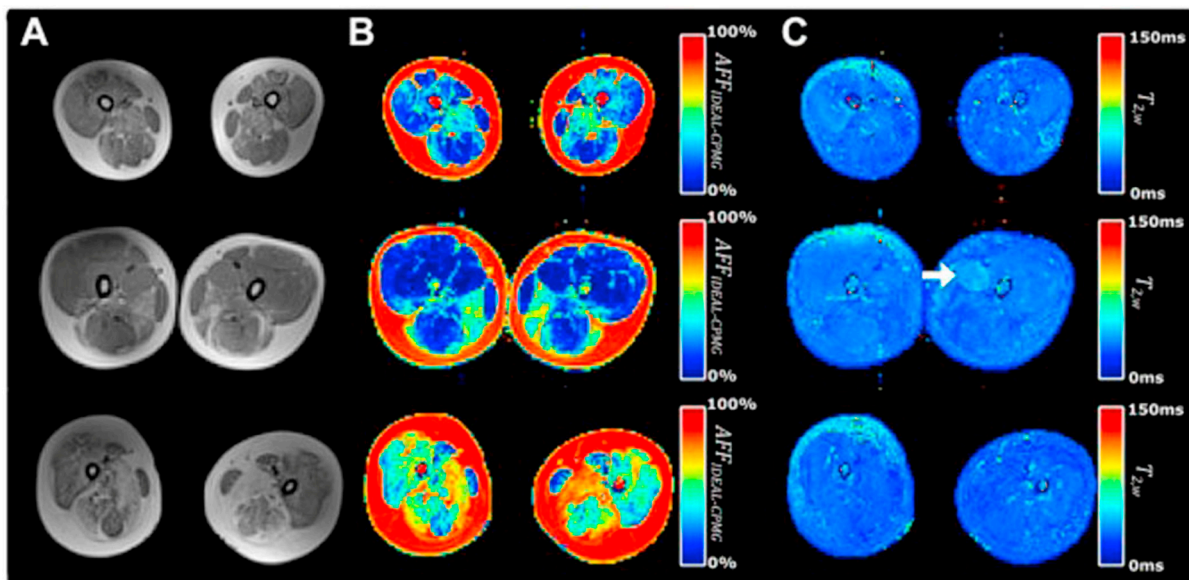 A
B
C
100%
AFF_IDEAL-CPMG
0%
150ms
T_2,w
0ms
100%
AFF_IDEAL-CPMG
0%
150ms
T_2,w
0ms
100%
AFF_IDEAL-CPMG
0%
150ms
T_2,w
0ms